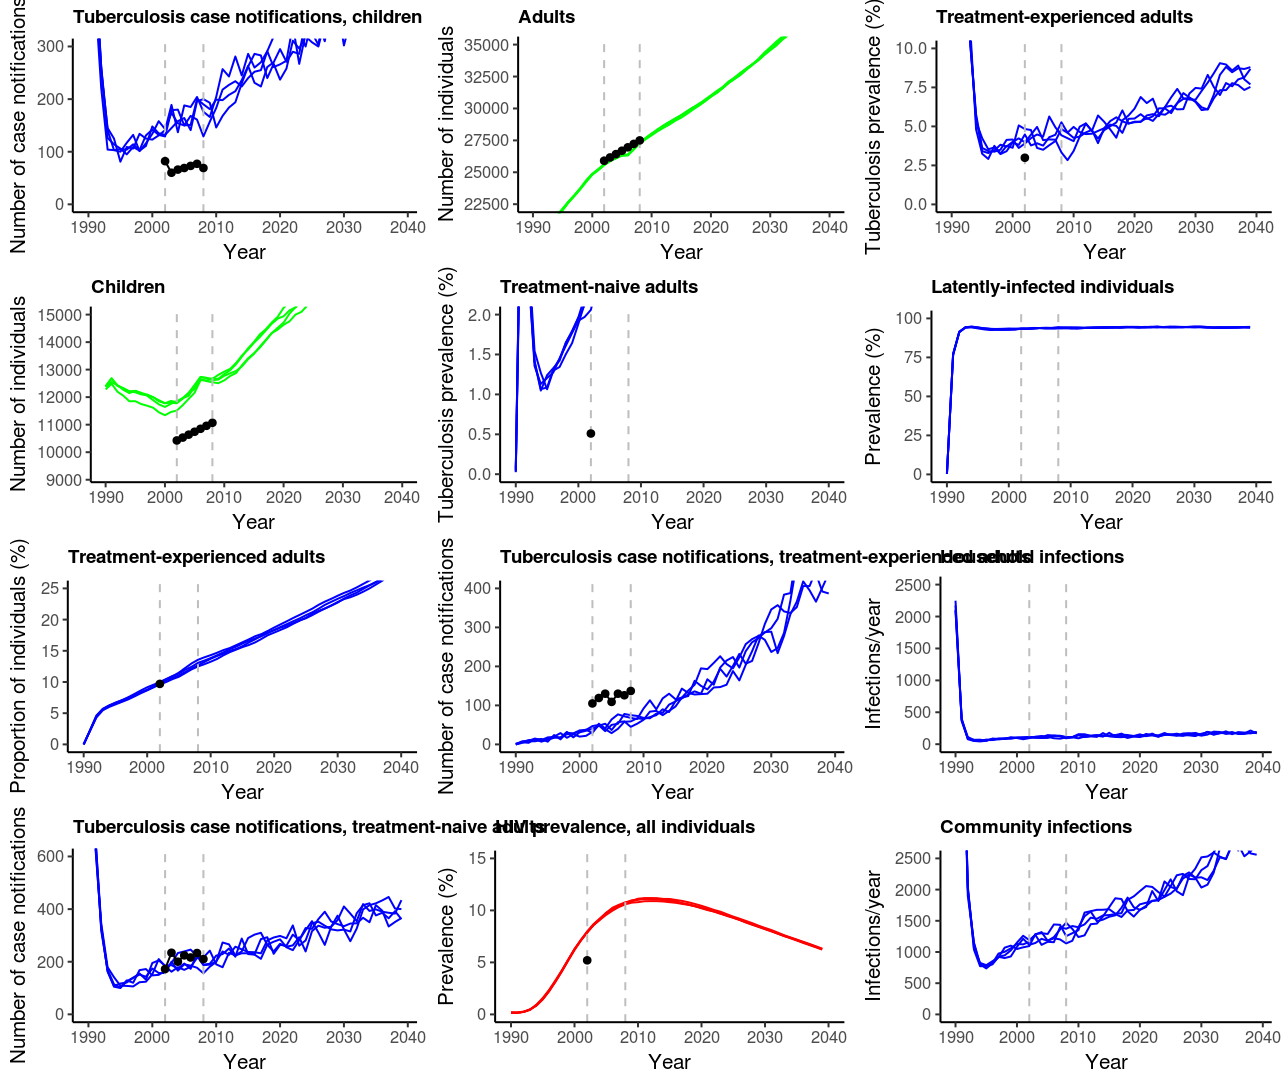 Tuberculosis case notifications, children
Number of case notifications
300
200
100
0
1990 2000 2010 2020 2030 2040
Year
Adults
Number of individuals
35000
32500
30000
27500
25000
22500
1990 2000 2010 2020 2030 2040
Year
Treatment-experienced adults
Tuberculosis prevalence (%)
10.0
7.5
5.0
2.5
0.0
1990 2000 2010 2020 2030 2040
Year
Children
Number of individuals
15000
14000
13000
12000
11000
10000
9000
1990 2000 2010 2020 2030 2040
Year
Treatment-naive adults
Tuberculosis prevalence (%)
2.0
1.5
1.0
0.5
0.0
1990 2000 2010 2020 2030 2040
Year
Latently-infected individuals
Prevalence (%)
100
75
50
25
0
1990 2000 2010 2020 2030 2040
Year
Treatment-experienced adults
Proportion of individuals (%)
25
20
15
10
5
0
1990 2000 2010 2020 2030 2040
Year
Tuberculosis case notifications, treatment-experienced adults
Number of case notifications
400
300
200
100
0
1990 2000 2010 2020 2030 2040
Year
Household infections
Infections/year
2500
2000
1500
1000
500
0
1990 2000 2010 2020 2030 2040
Year
Tuberculosis case notifications, treatment-naive adults
Number of case notifications
600
400
200
0
1990 2000 2010 2020 2030 2040
Year
HIV prevalence, all individuals
Prevalence (%)
15
10
5
0
1990 2000 2010 2020 2030 2040
Year
Community infections
Infections/year
2500
2000
1500
1000
500
0
1990 2000 2010 2020 2030 2040
Year